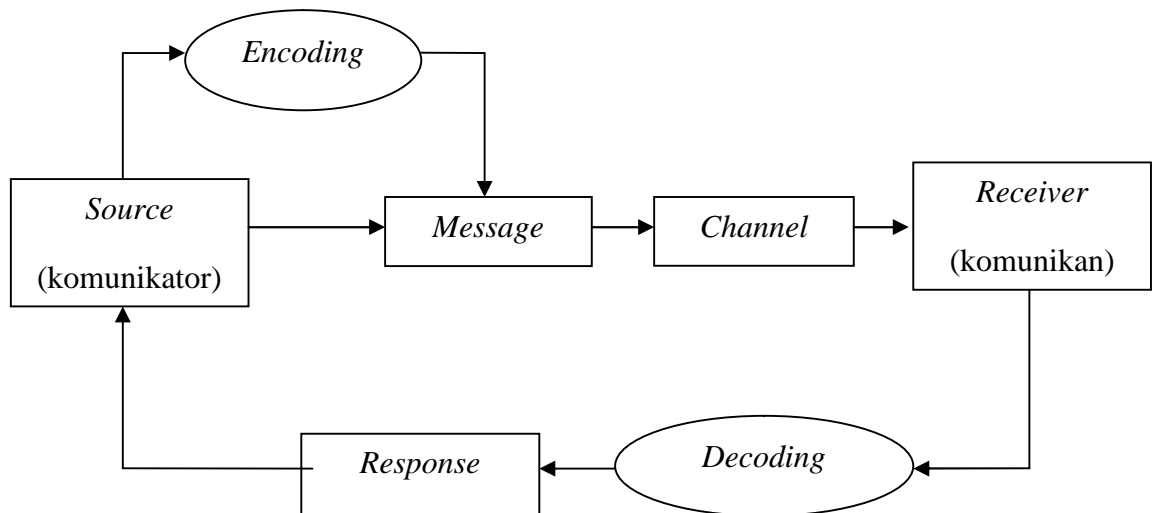 Encoding
Source
(komunikator)
Message
Channel
Receiver
(komunikan)
Response
Decoding